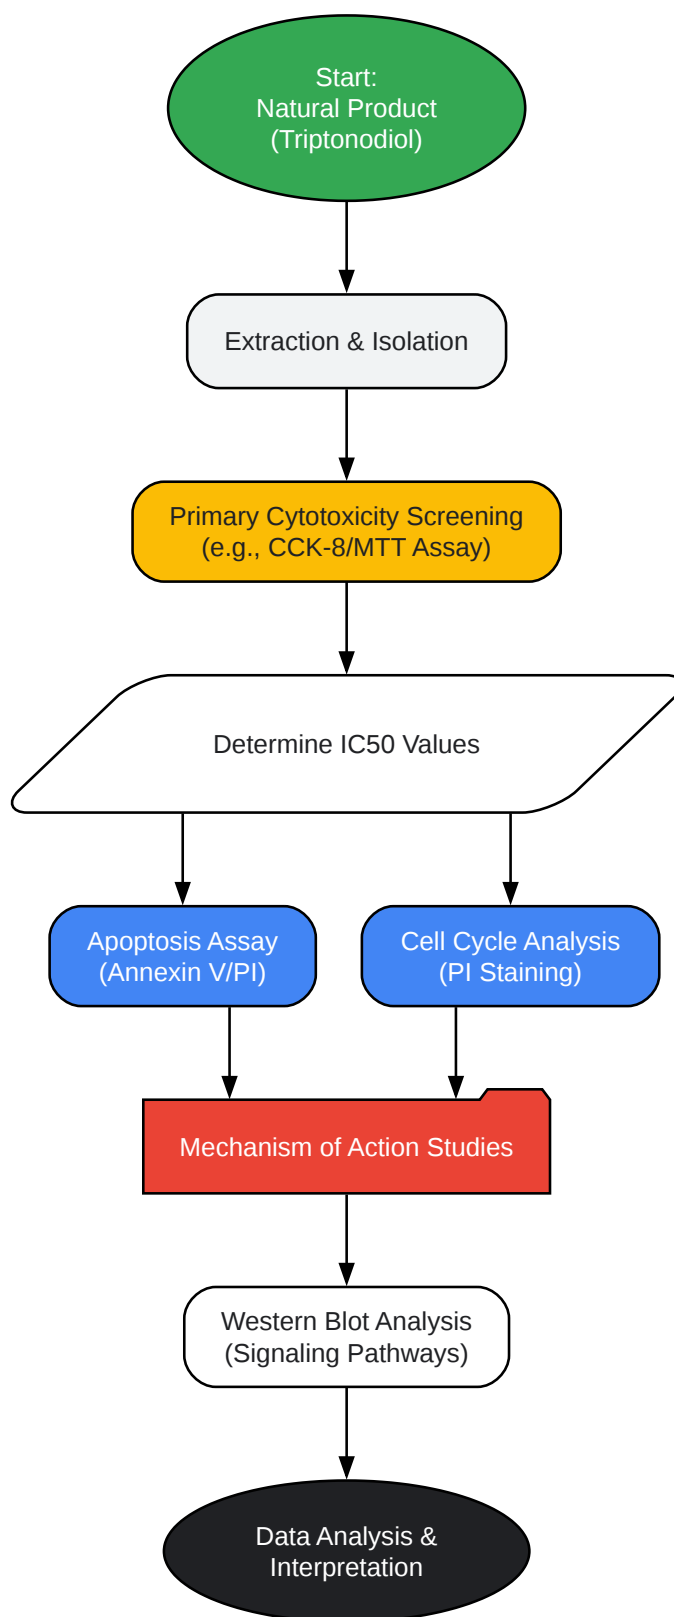 Start:
Natural Product
(Triptonodiol)
Extraction & Isolation
Primary Cytotoxicity Screening
(e.g., CCK-8/MTT Assay)
Determine IC50 Values
Apoptosis Assay
(Annexin V/PI)
Cell Cycle Analysis
(PI Staining)
Mechanism of Action Studies
Western Blot Analysis
(Signaling Pathways)
Data Analysis &
Interpretation